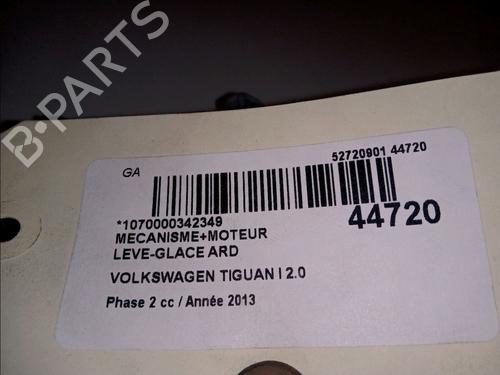 B-PARTS
GA
52720901 44720
*1070000342349
44720
MECANISME+MOTEUR
LEVE-GLACE ARD
VOLKSWAGEN TIGUAN I 2.0
Phase 2 cc / Année 2013